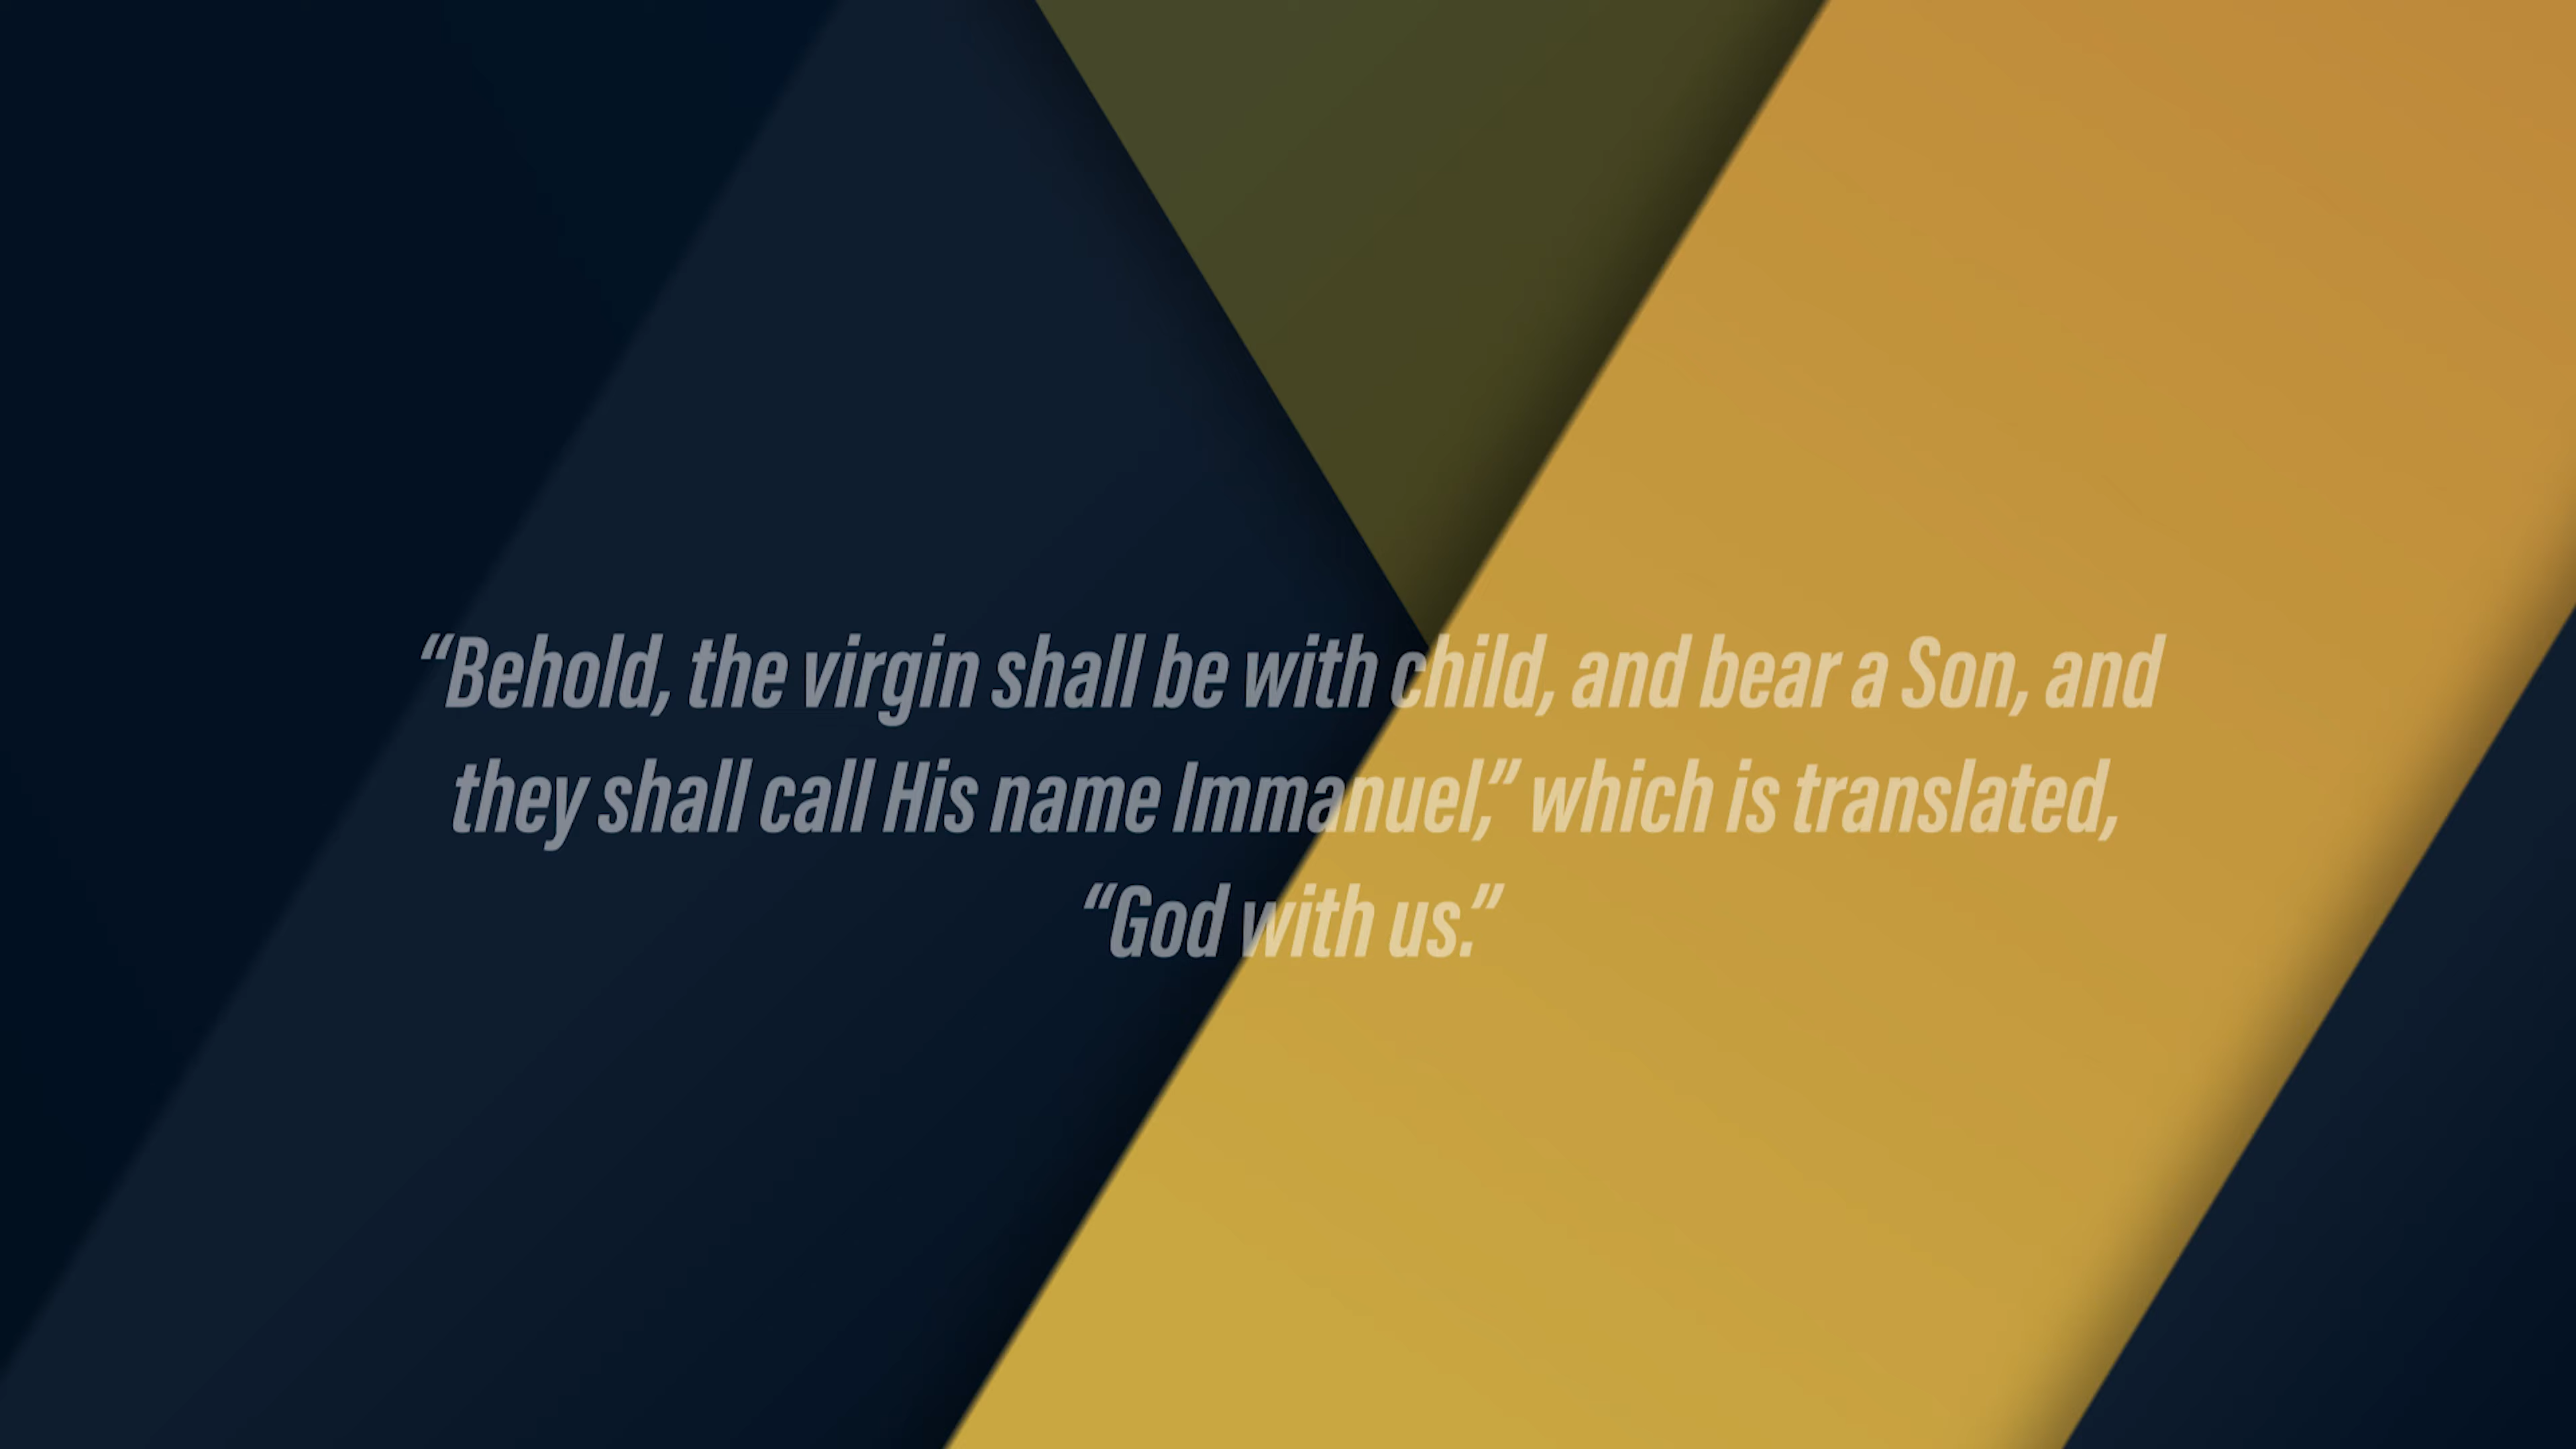 “Behold, the virgin shall be with child, and bear a Son, and
they shall call His name Immanuel,” which is translated,
“God with us.”